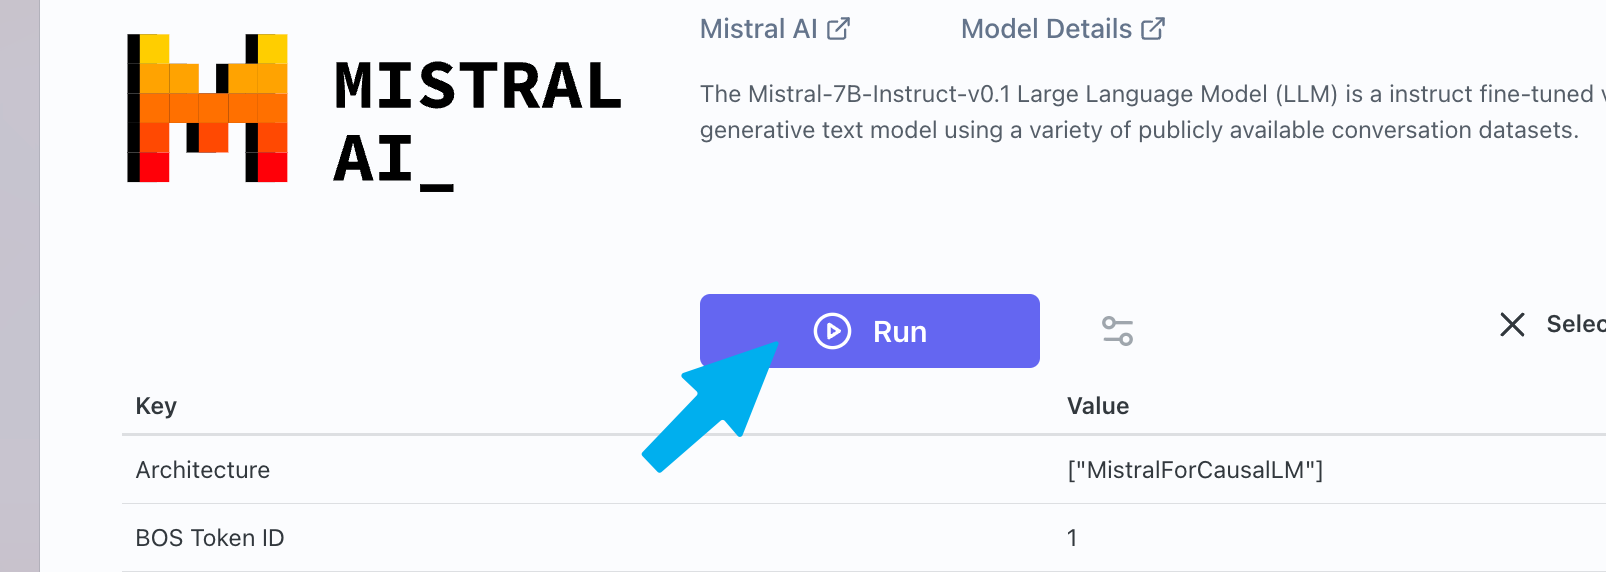 MISTRAL
AI_
Mistral AI
Model Details
The Mistral-7B-Instruct-v0.1 Large Language Model (LLM) is a instruct fine-tuned
generative text model using a variety of publicly available conversation datasets.
Run
Selec
Key
Value
Architecture
["MistralForCausalLM"]
BOS Token ID
1